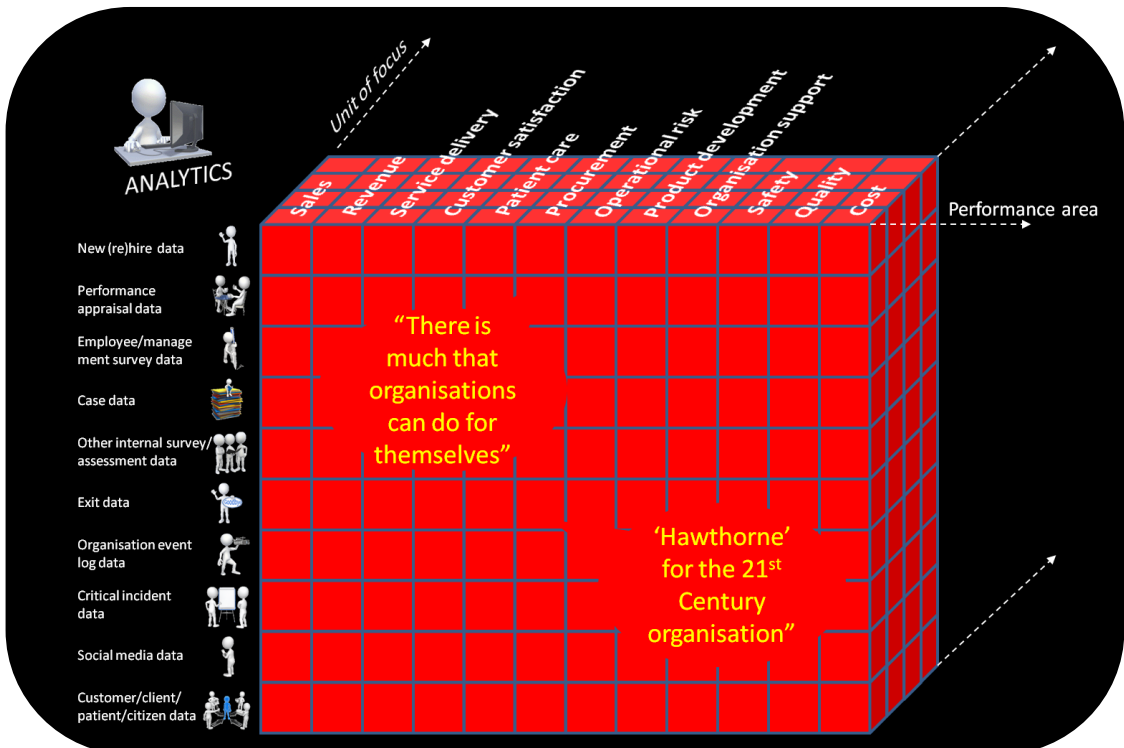 Unit of focus
ANALYTICS
Sales
Revenue
Service delivery
Customer satisfaction
Patient care
Procurement
Operational risk
Product development
Organisation support
Safety
Quality
Cost
Performance area
New (re)hire data
Performance
appraisal data
Employee/manage
ment survey data
Case data
Other internal survey/
assessment data
Exit data
Organisation event
log data
Critical incident
data
Social media data
Customer/client/
patient/citizen data
“There is
much that
organisations
can do for
themselves”
‘Hawthorne’
for the 21st
Century
organisation”